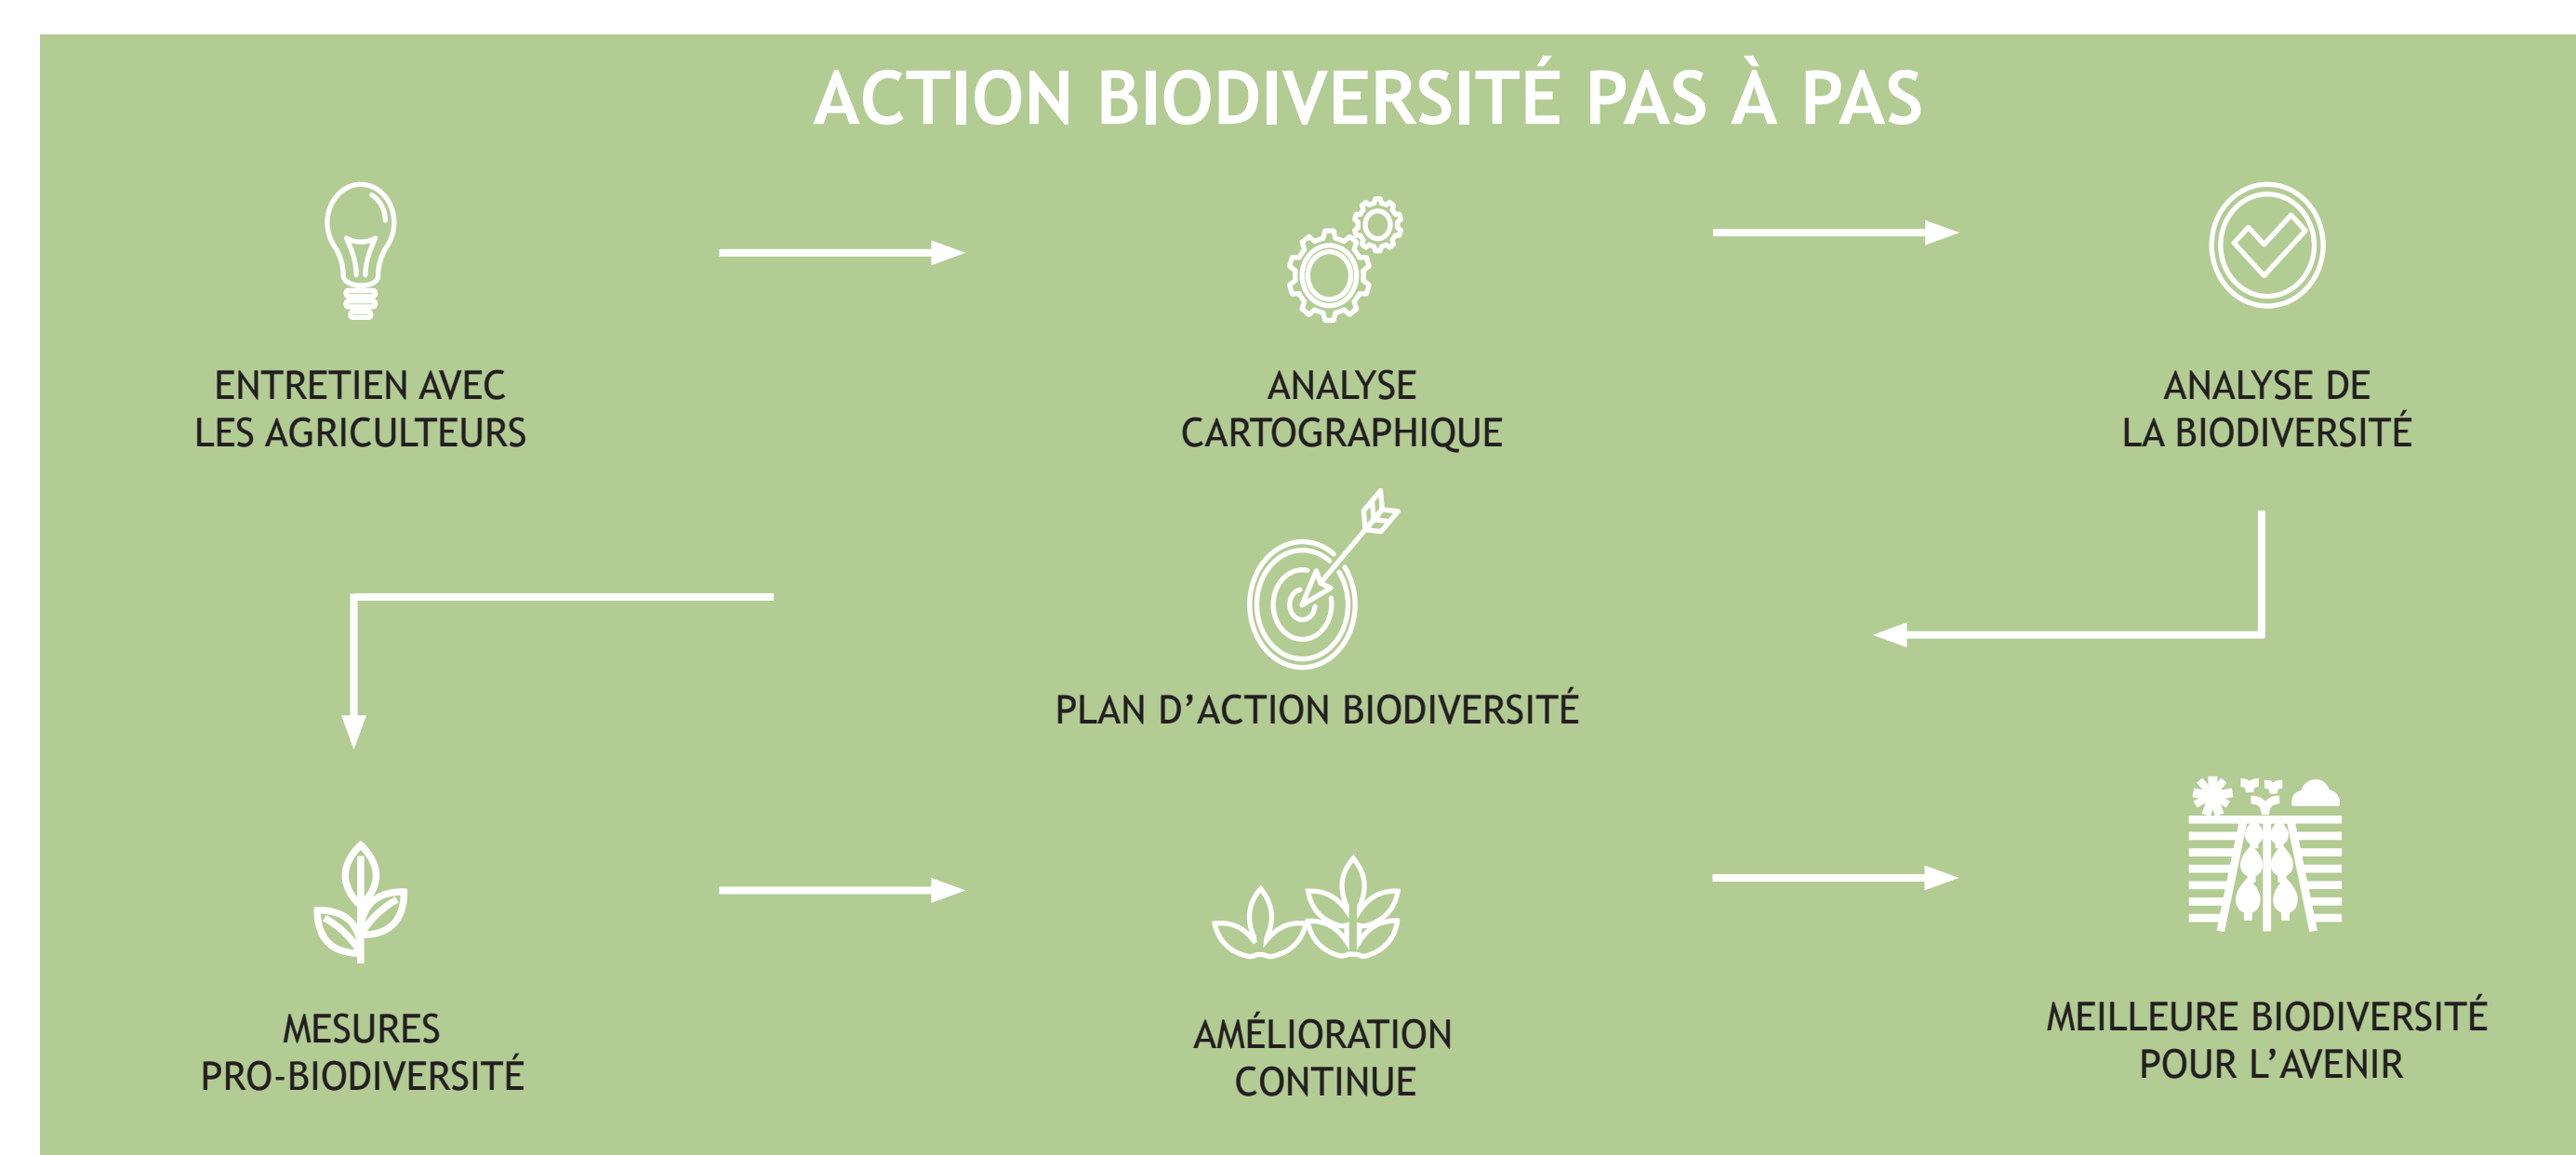 ACTION BIODIVERSITÉ PAS À PAS
ENTRETIEN AVEC
LES AGRICULTEURS
ANALYSE
CARTOGRAPHIQUE
ANALYSE DE
LA BIODIVERSITÉ
PLAN D’ACTION BIODIVERSITÉ
MESURES
PRO-BIODIVERSITÉ
AMÉLIORATION
CONTINUE
MEILLEURE BIODIVERSITÉ
POUR L’AVENIR